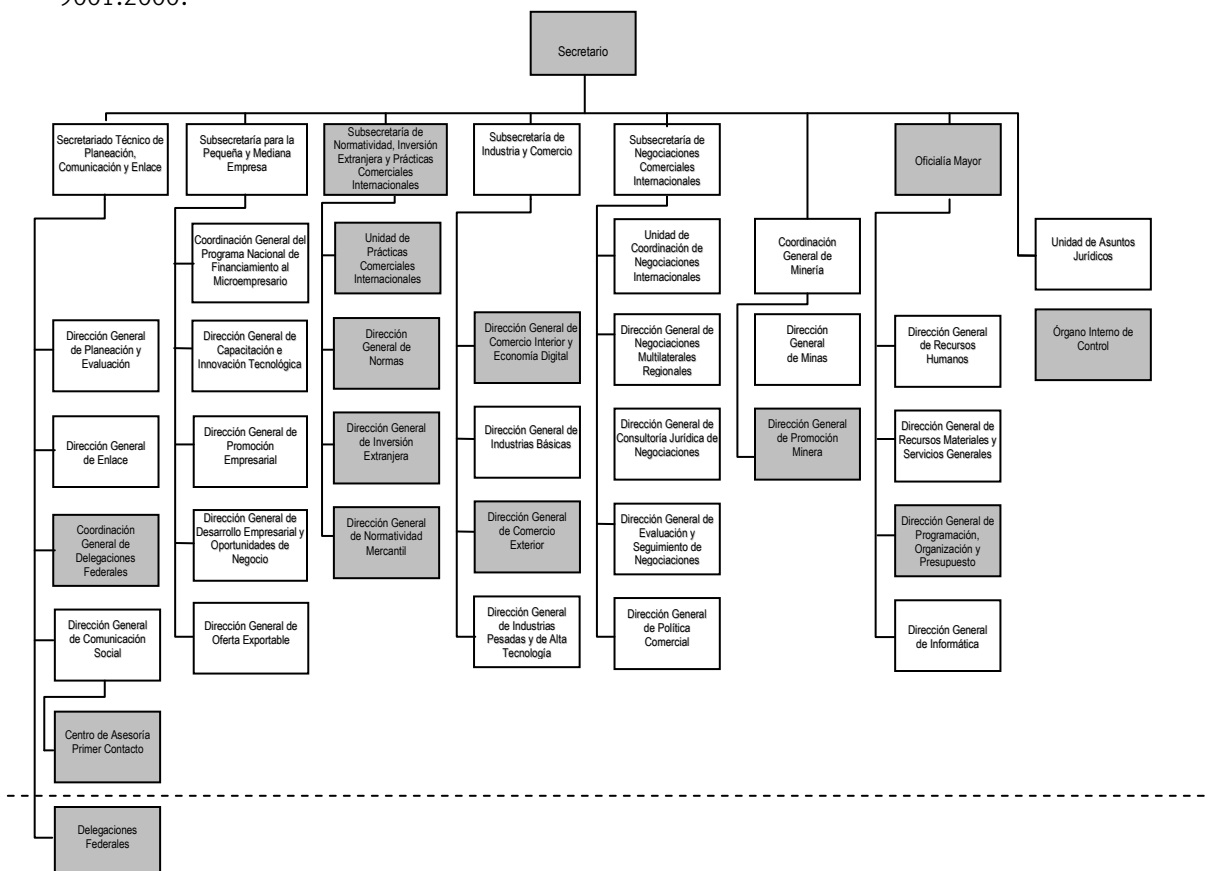 9001:2000.
Secretario
Secretariado Técnico de
Planeación,
Comunicación y Enlace
Subsecretaría para la
Pequeña y Mediana
Empresa
Subsecretaría de
Normatividad, Inversión
Extranjera y Prácticas
Comerciales
Internacionales
Subsecretaría de
Industria y Comercio
Subsecretaría de
Negociaciones
Comerciales
Internacionales
Oficialía Mayor
Coordinación General del
Programa Nacional de
Financiamiento al
Microempresario
Unidad de
Prácticas
Comerciales
Internacionales
Unidad de
Coordinación de
Negociaciones
Internacionales
Coordinación
General de
Minería
Unidad de Asuntos
Jurídicos
Dirección General
de Planeación y
Evaluación
Dirección General de
Capacitación e
Innovación Tecnológica
Dirección
General de
Normas
Dirección General de
Comercio Interior y
Economía Digital
Dirección General de
Negociaciones
Multilaterales
Regionales
Dirección
General
de Minas
Dirección General
de Recursos
Humanos
Órgano Interno de
Control
Dirección General
de Enlace
Dirección General de
Promoción
Empresarial
Dirección General
de Inversión
Extranjera
Dirección General de
Industrias Básicas
Dirección General de
Consultoría Jurídica de
Negociaciones
Dirección General
de Promoción
Minera
Dirección General de
Recursos Materiales y
Servicios Generales
Coordinación
General de
Delegaciones
Federales
Dirección General de
Desarrollo Empresarial y
Oportunidades de
Negocio
Dirección General
de Normatividad
Mercantil
Dirección General
de Comercio
Exterior
Dirección General de
Evaluación y
Seguimiento de
Negociaciones
Dirección General de
Programación,
Organización y
Presupuesto
Dirección General
de Comunicación
Social
Dirección General de
Oferta Exportable
Dirección General
de Industrias
Pesadas y de Alta
Tecnología
Dirección General
de Política
Comercial
Dirección General
de Informática
Centro de Asesoría
Primer Contacto
Delegaciones
Federales